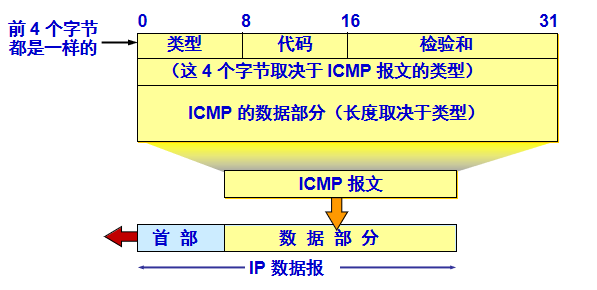 0 8 16 31
前 4 个字节
都是一样的
类型 代码 检验和
（这 4 个字节取决于 ICMP 报文的类型）
ICMP 的数据部分（长度取决于类型）
ICMP 报文
首 部 数 据 部 分
IP 数据报